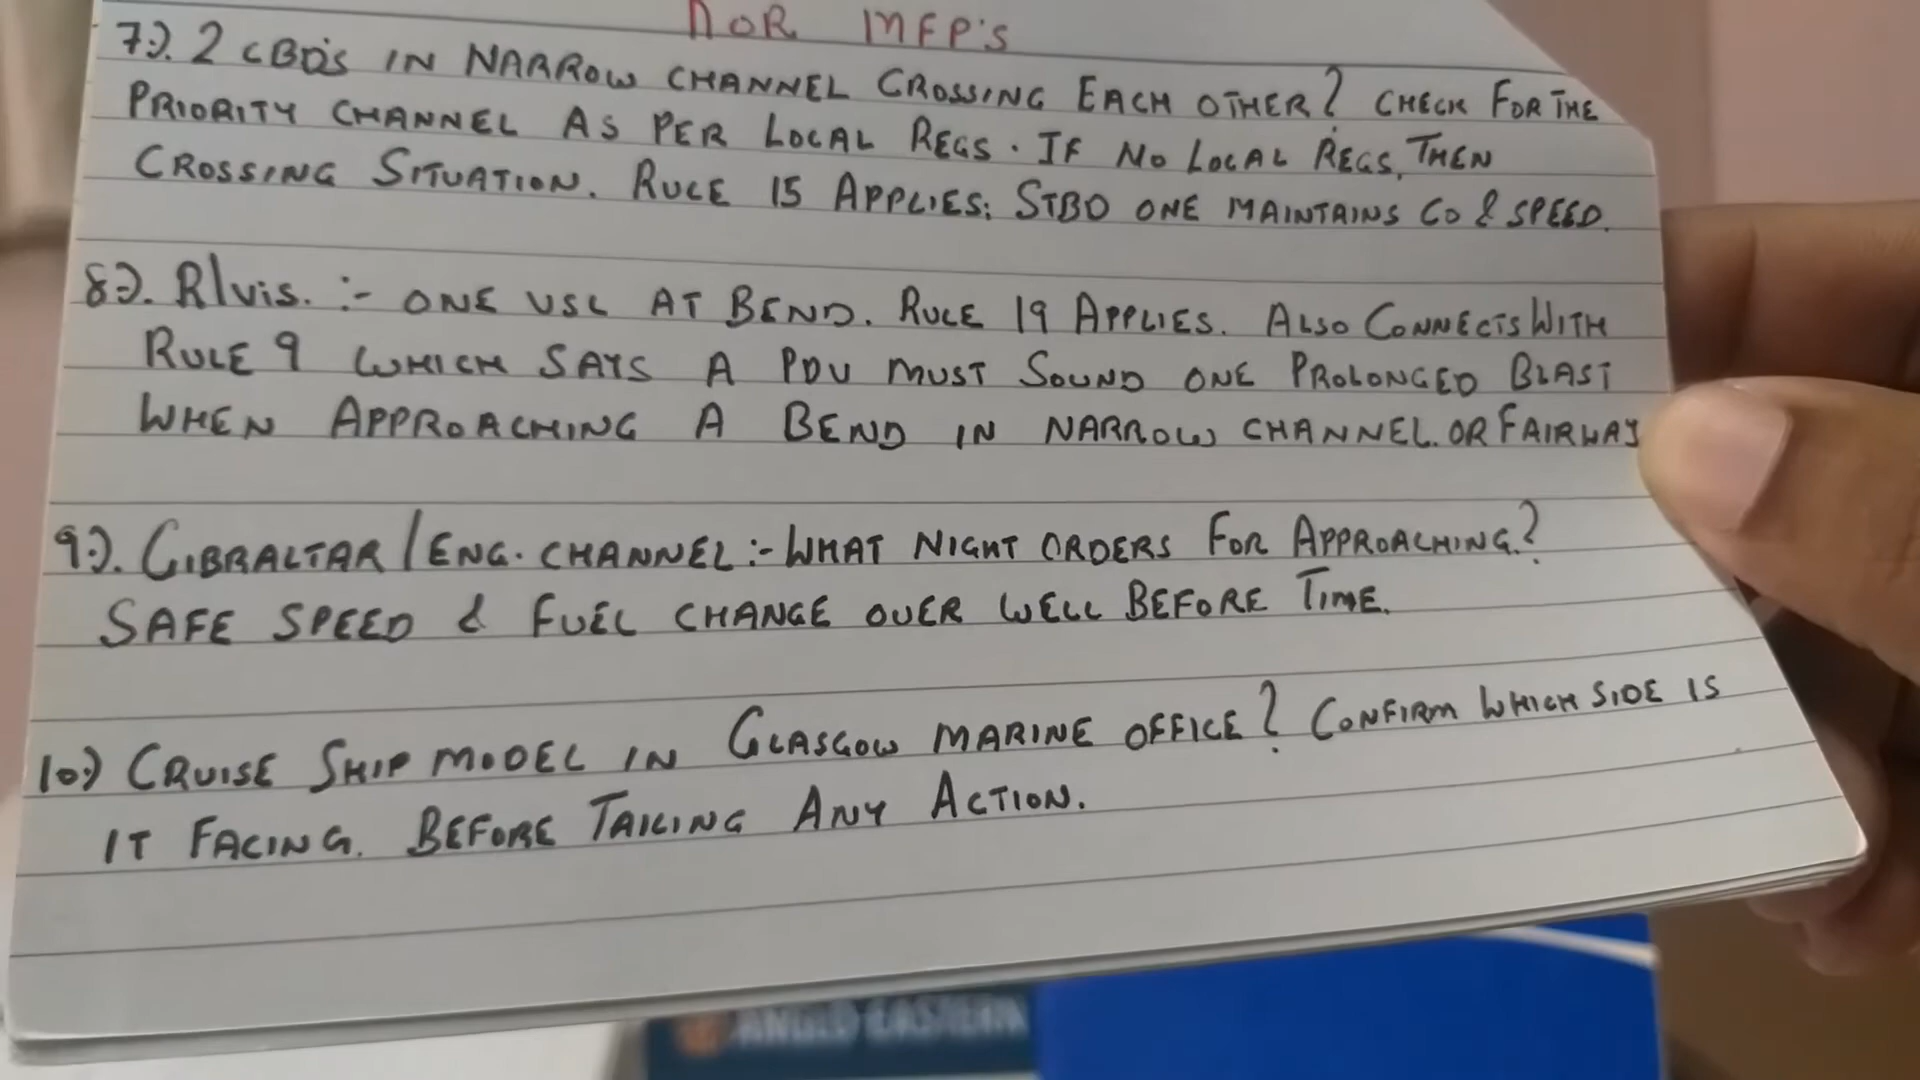 ROR MFP'S
7). 2 CBD'S IN NARROW CHANNEL CROSSING EACH OTHER? CHECK FOR THE
PRIORITY CHANNEL AS PER LOCAL REGS. IF NO LOCAL REGS, THEN
CROSSING SITUATION. RULE 15 APPLIES: STBD ONE MAINTAINS CO & SPEED.
8). R/VIS. :- ONE VSL AT BEND. RULE 19 APPLIES. ALSO CONNECTS WITH
RULE 9 WHICH SAYS A PDV MUST SOUND ONE PROLONGED BLAST
WHEN APPROACHING A BEND IN NARROW CHANNEL. OR FAIRWAY
9). GIBRALTAR / ENG. CHANNEL :- WHAT NIGHT ORDERS FOR APPROACHING?
SAFE SPEED & FUEL CHANGE OVER WELL BEFORE TIME.
10) CRUISE SHIP MODEL IN GLASGOW MARINE OFFICE? CONFIRM WHICH SIDE IS
IT FACING. BEFORE TAKING ANY ACTION.
ANGLO EASTERN